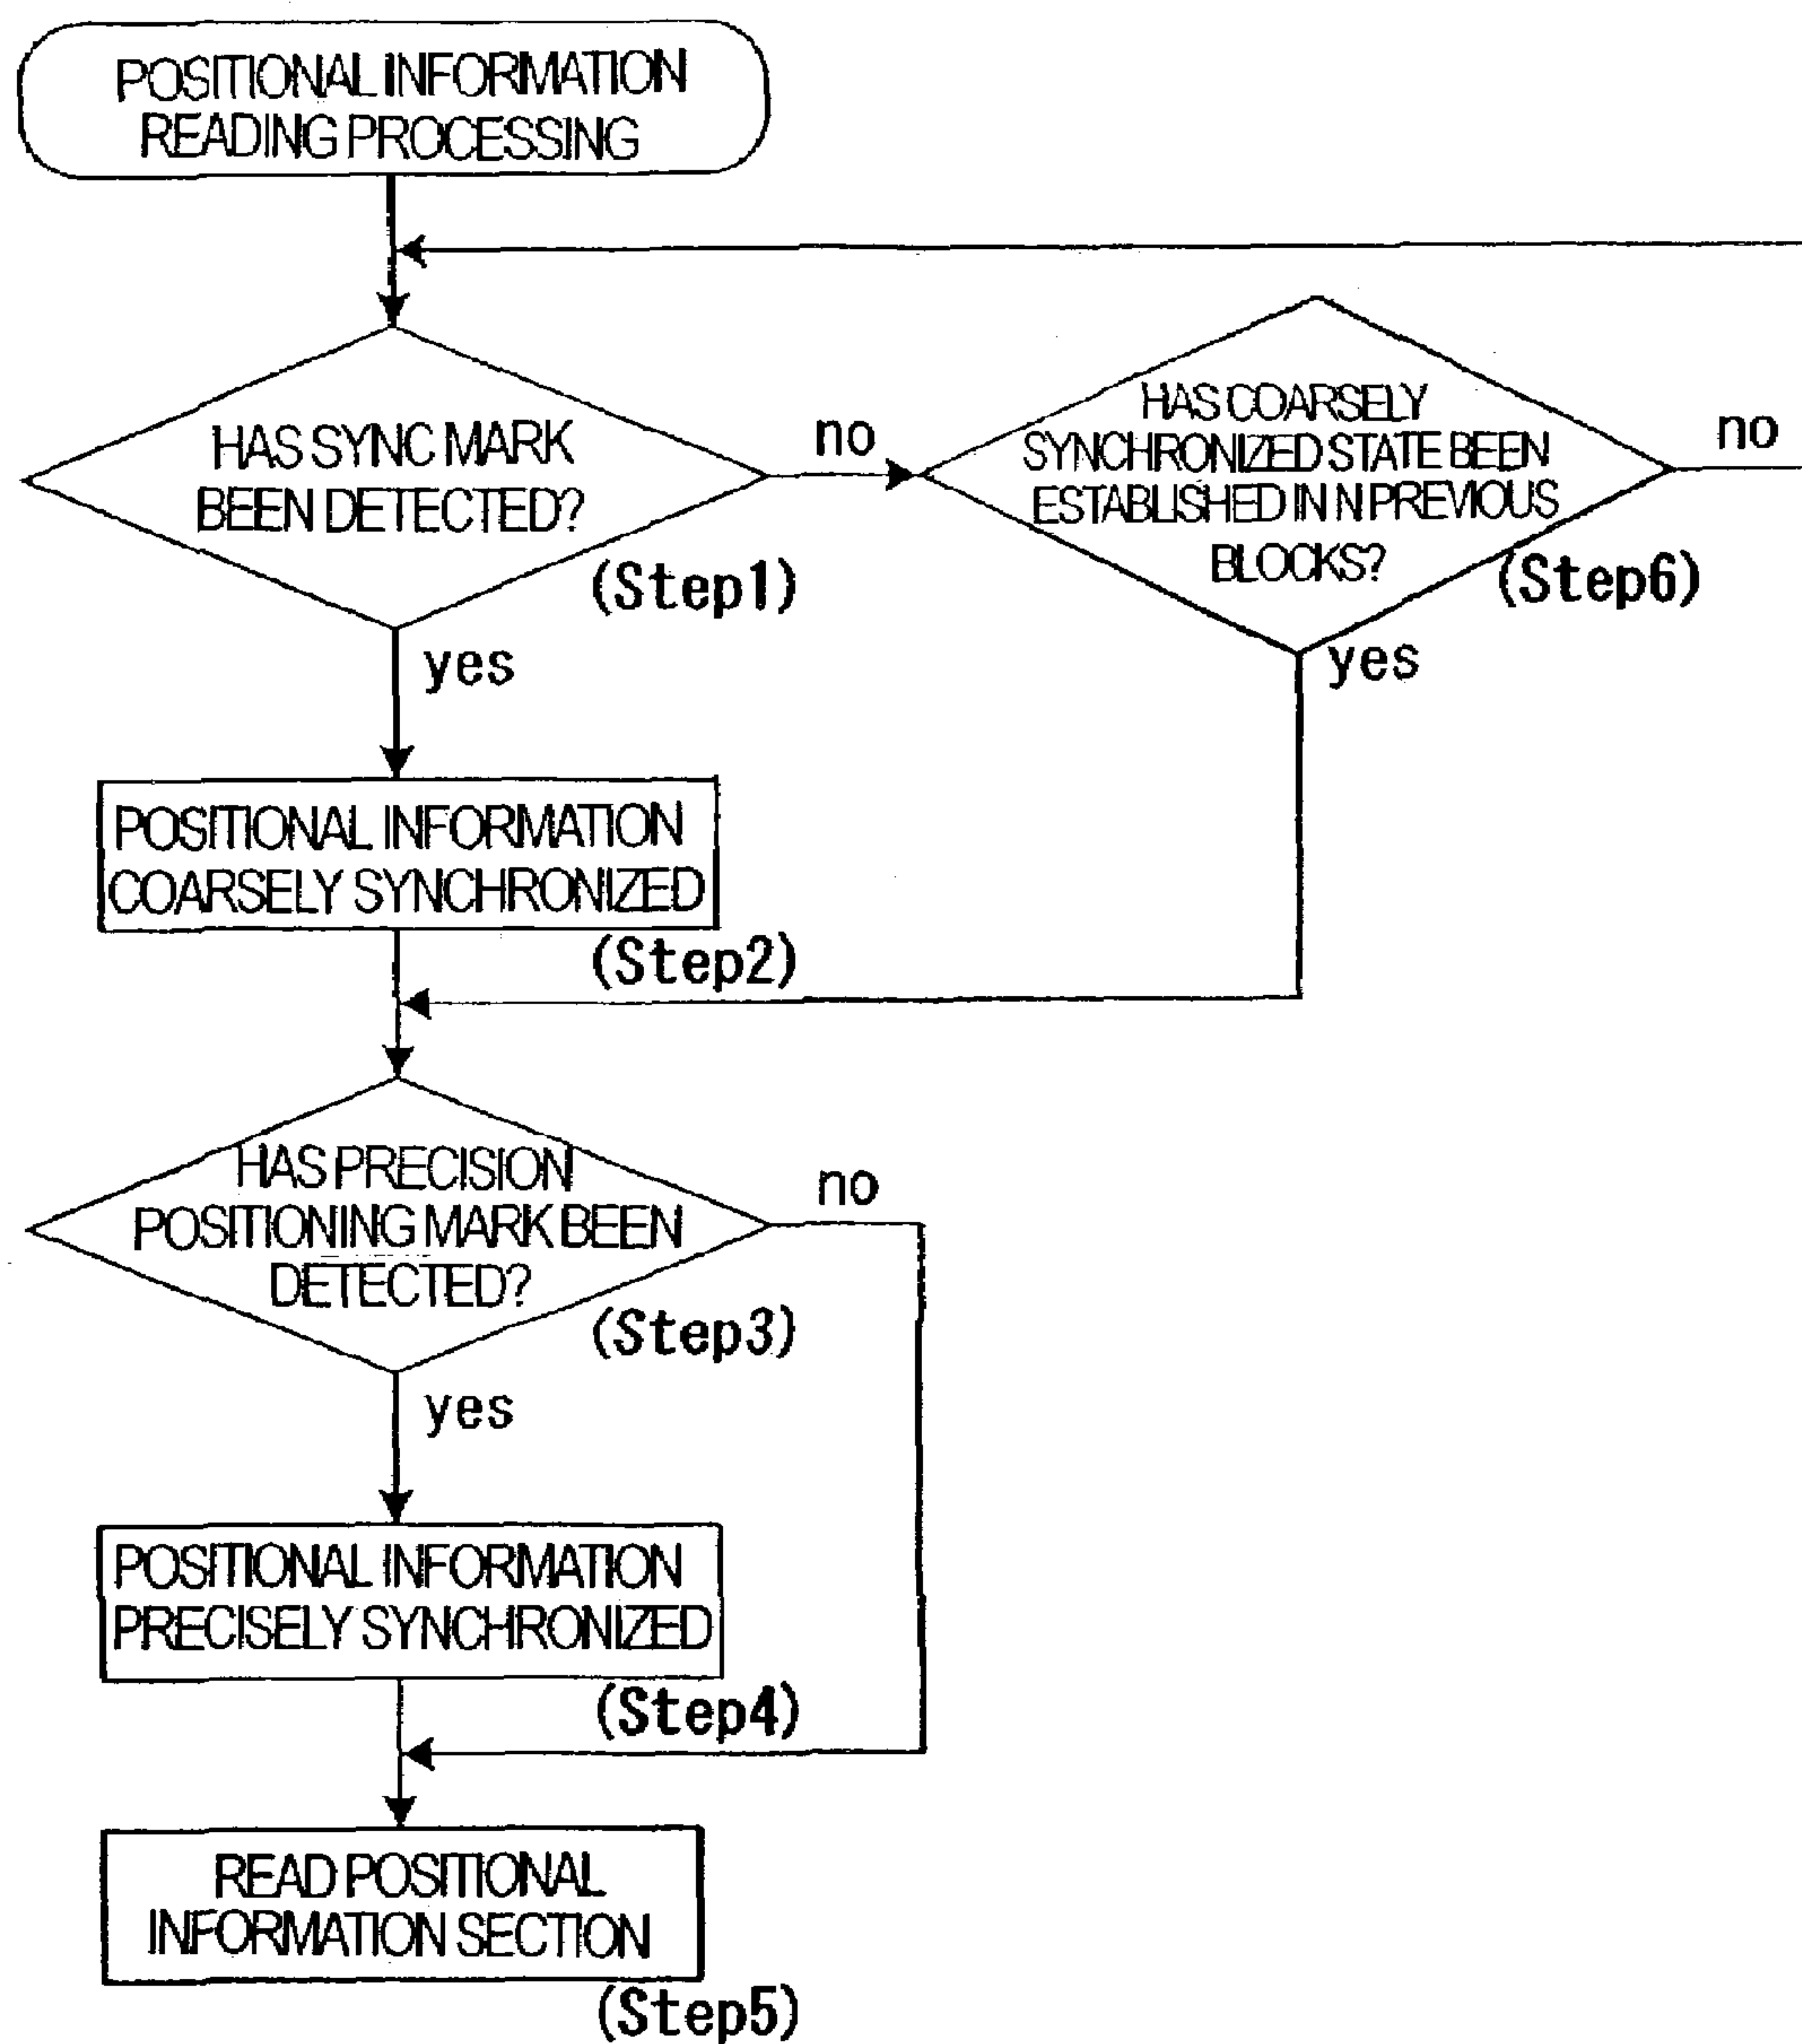 POSITIONAL INFORMATION
READING PROCESSING
HAS SYNC MARK
BEEN DETECTED?
(Step1)
no
HAS COARSELY
SYNCHRONIZED STATE BEEN
ESTABLISHED IN N PREVIOUS
BLOCKS?
(Step6)
no
yes
yes
POSITIONAL INFORMATION
COARSELY SYNCHRONIZED
(Step2)
HAS PRECISION
POSITIONING MARK BEEN
DETECTED?
(Step3)
no
yes
POSITIONAL INFORMATION
PRECISELY SYNCHRONIZED
(Step4)
READ POSITIONAL
INFORMATION SECTION
(Step5)